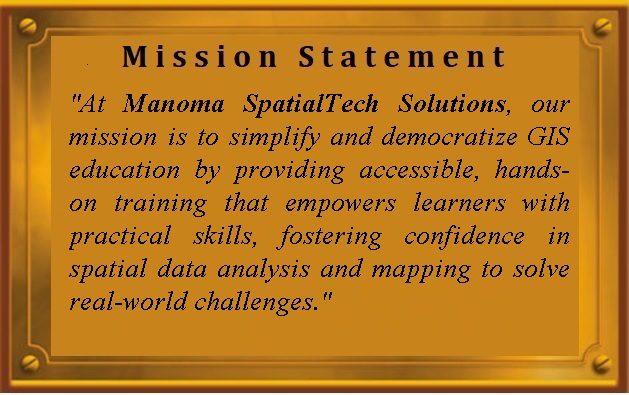 Mission Statement
"At Manoma SpatialTech Solutions, our
mission is to simplify and democratize GIS
education by providing accessible, hands-
on training that empowers learners with
practical skills, fostering confidence in
spatial data analysis and mapping to solve
real-world challenges."